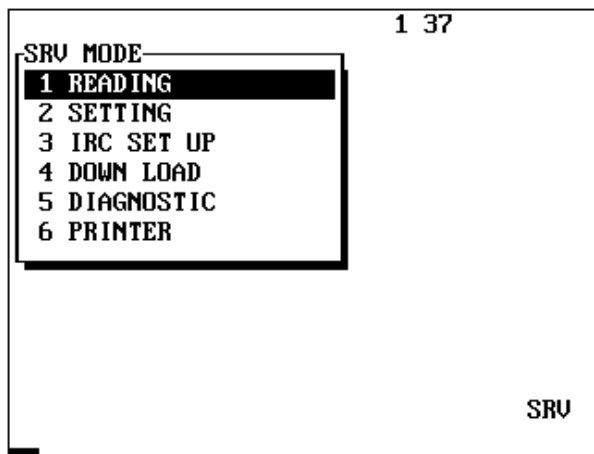 1 37
SRV MODE
1 READING
2 SETTING
3 IRC SET UP
4 DOWN LOAD
5 DIAGNOSTIC
6 PRINTER
SRV